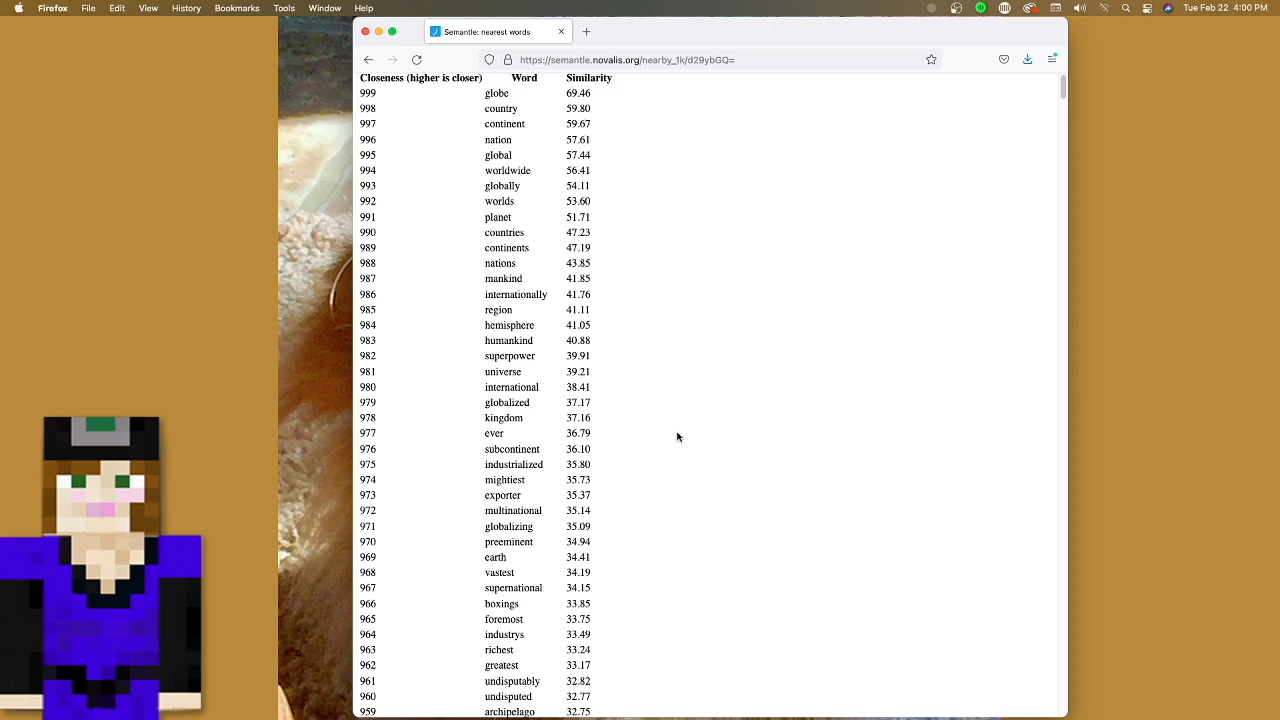 Firefox File Edit View History Bookmarks Tools Window Help Tue Feb 22 4:00 PM
Semantle: nearest words
https://semantle.novalis.org/nearby_1k/d29ybGQ=
Closeness (higher is closer) Word Similarity
999 globe 69.46
998 country 59.80
997 continent 59.67
996 nation 57.61
995 global 57.44
994 worldwide 56.41
993 globally 54.11
992 worlds 53.60
991 planet 51.71
990 countries 47.23
989 continents 47.19
988 nations 43.85
987 mankind 41.85
986 internationally 41.76
985 region 41.11
984 hemisphere 41.05
983 humankind 40.88
982 superpower 39.91
981 universe 39.21
980 international 38.41
979 globalized 37.17
978 kingdom 37.16
977 ever 36.79
976 subcontinent 36.10
975 industrialized 35.80
974 mightiest 35.73
973 exporter 35.37
972 multinational 35.14
971 globalizing 35.09
970 preeminent 34.94
969 earth 34.41
968 vastest 34.19
967 supernational 34.15
966 boxings 33.85
965 foremost 33.75
964 industrys 33.49
963 richest 33.24
962 greatest 33.17
961 undisputably 32.82
960 undisputed 32.77
959 archipelago 32.75